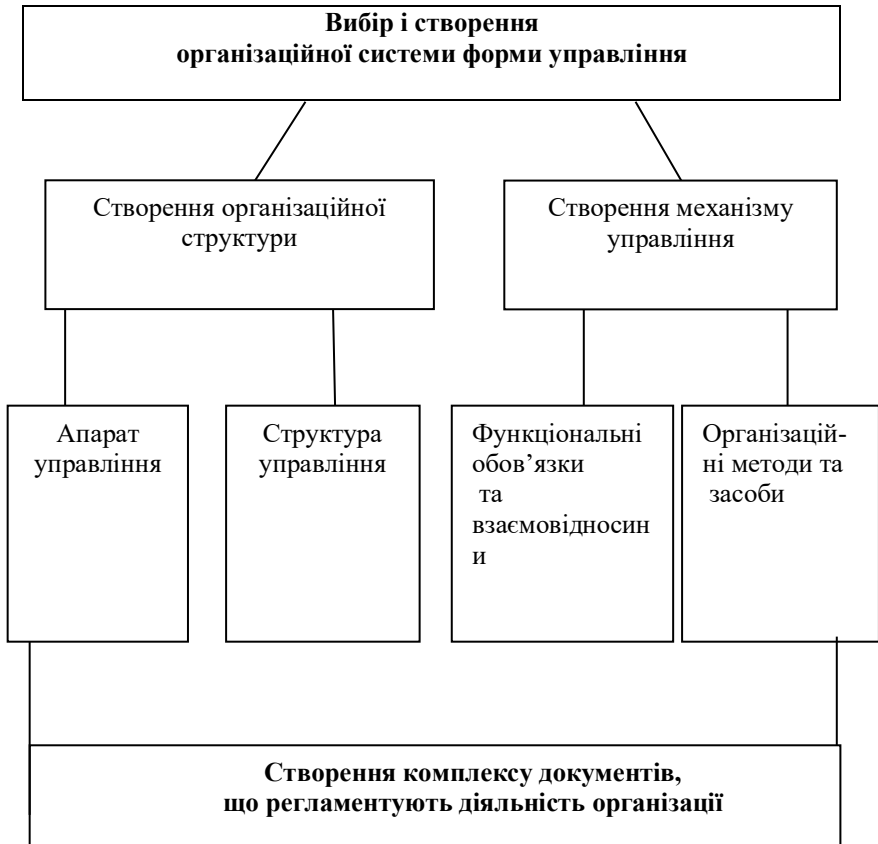 Вибір і створення
організаційної системи форми управління
Створення організаційної
структури
Створення механізму
управління
Апарат
управління
Структура
управління
Функціональні
обов’язки
та
взаємовідносин
и
Організацій-
ні методи та
засоби
Створення комплексу документів,
що регламентують діяльність організації